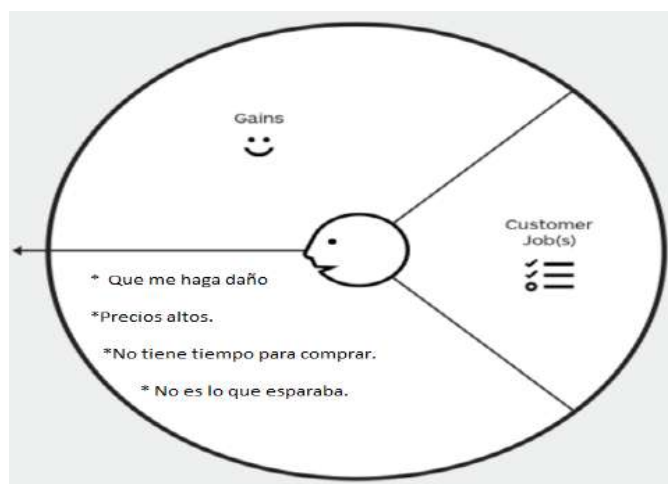 Gains
Customer
Job(s)
* Que me haga daño
*Precios altos.
*No tiene tiempo para comprar.
* No es lo que esparaba.